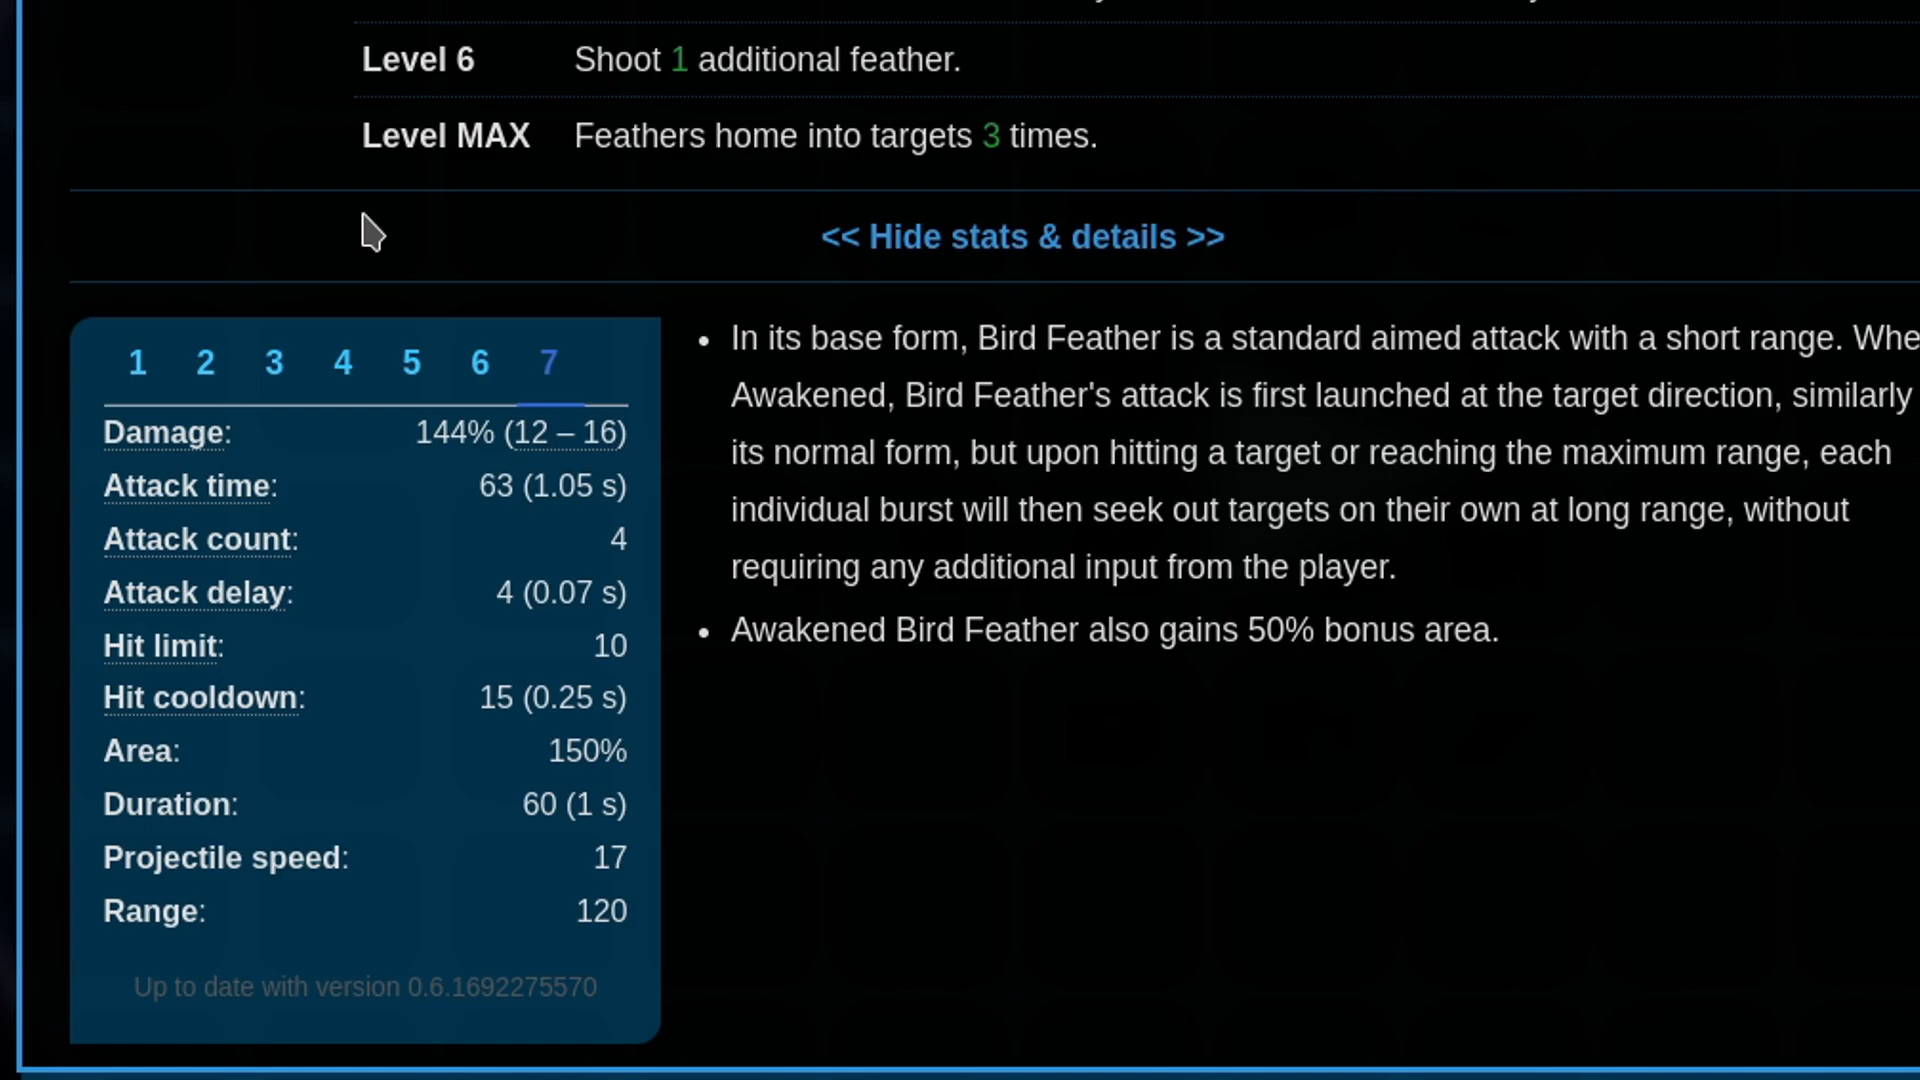 Level 6 Shoot 1 additional feather.
Level MAX Feathers home into targets 3 times.
<< Hide stats & details >>
1 2 3 4 5 6 7
Damage: 144% (12 – 16)
Attack time: 63 (1.05 s)
Attack count: 4
Attack delay: 4 (0.07 s)
Hit limit: 10
Hit cooldown: 15 (0.25 s)
Area: 150%
Duration: 60 (1 s)
Projectile speed: 17
Range: 120
Up to date with version 0.6.1692275570
• In its base form, Bird Feather is a standard aimed attack with a short range. Whe
Awakened, Bird Feather's attack is first launched at the target direction, similarly
its normal form, but upon hitting a target or reaching the maximum range, each
individual burst will then seek out targets on their own at long range, without
requiring any additional input from the player.
• Awakened Bird Feather also gains 50% bonus area.